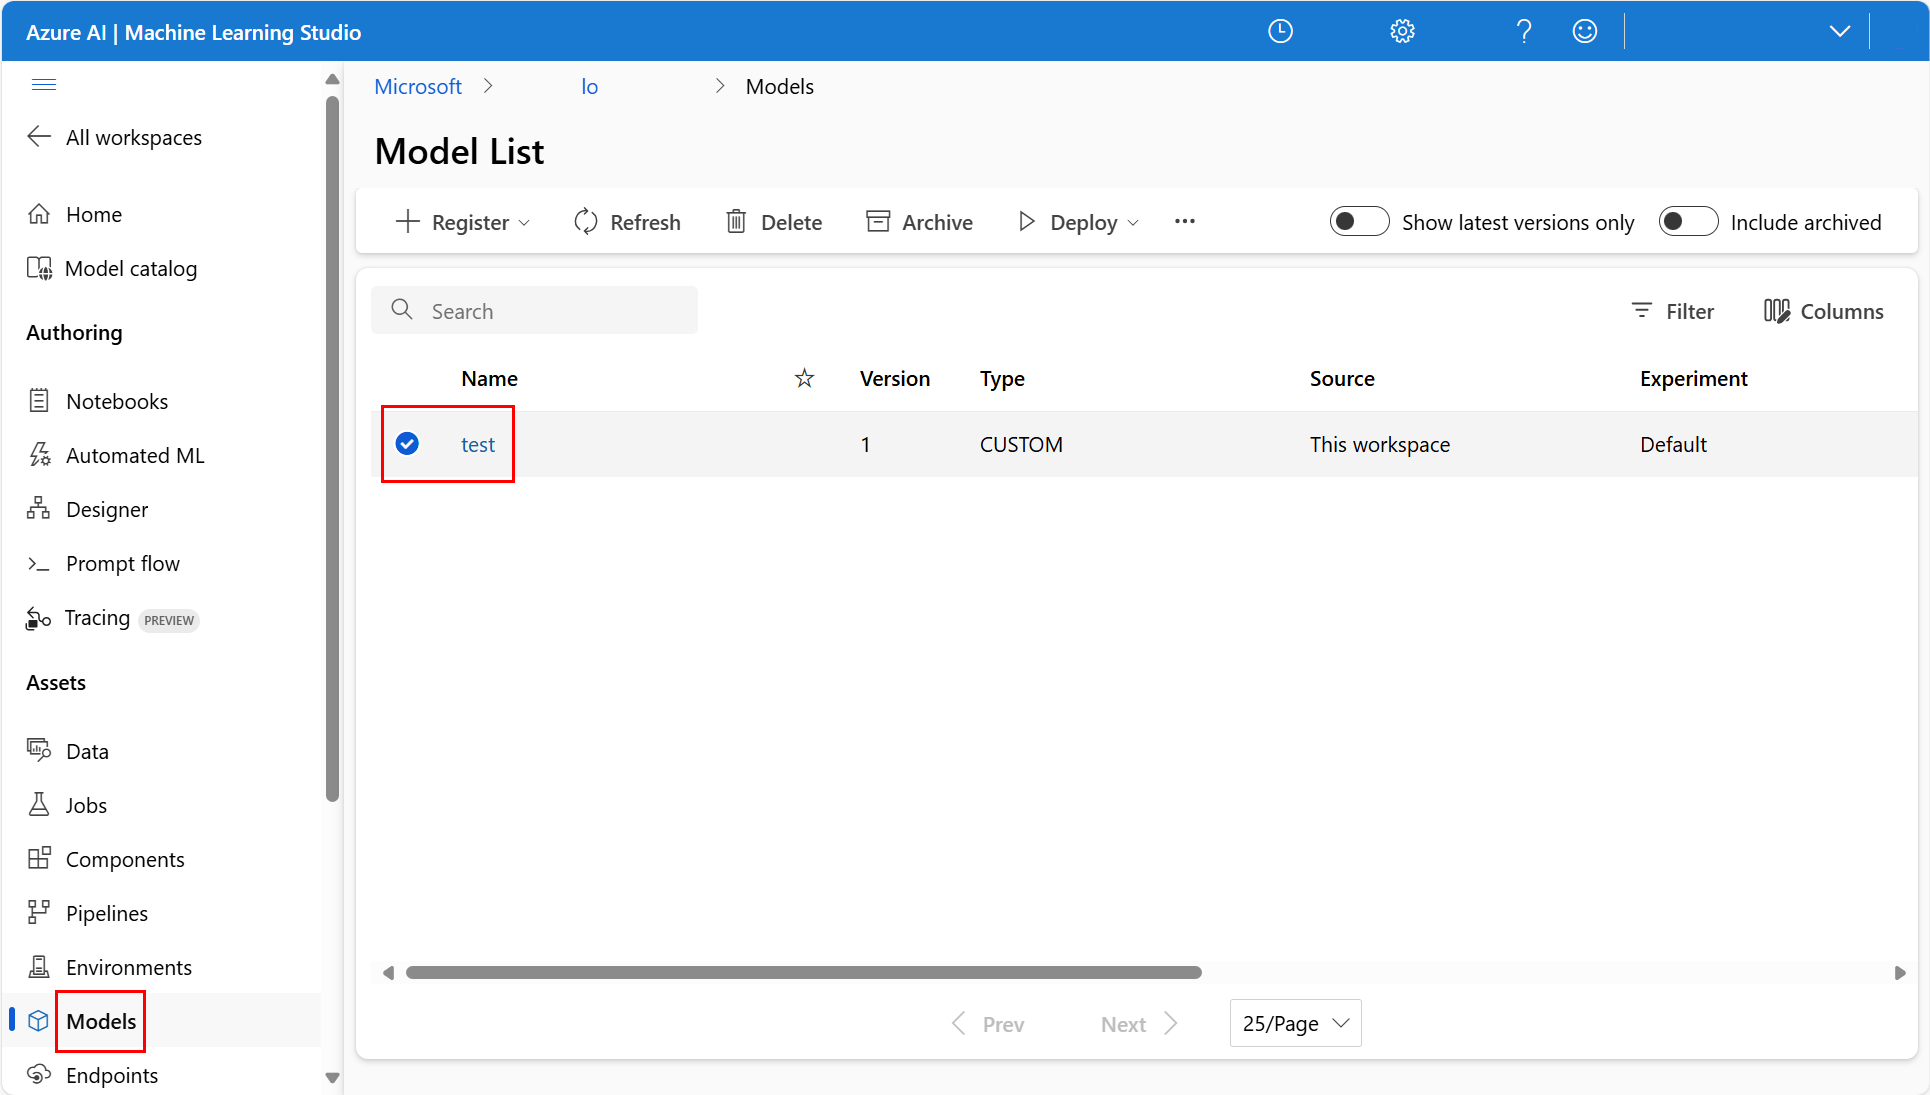 Azure AI | Machine Learning Studio
All workspaces
Home
Model catalog
Authoring
Notebooks
Automated ML
Designer
Prompt flow
Tracing PREVIEW
Assets
Data
Jobs
Components
Pipelines
Environments
Models
Endpoints
Microsoft > lo > Models
Model List
Register Refresh Delete Archive Deploy ... Show latest versions only Include archived
Search Filter Columns
Name Version Type Source Experiment
test 1 CUSTOM This workspace Default
Prev Next 25/Page